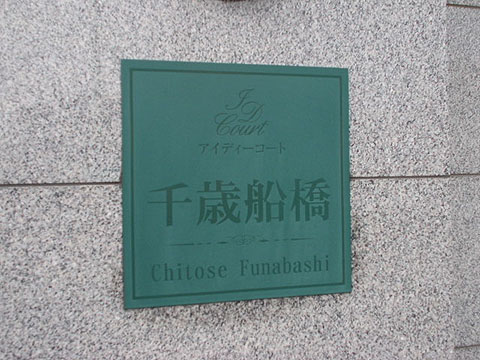 I
D
Court
アイディーコート
千歳船橋
Chitose Funabashi